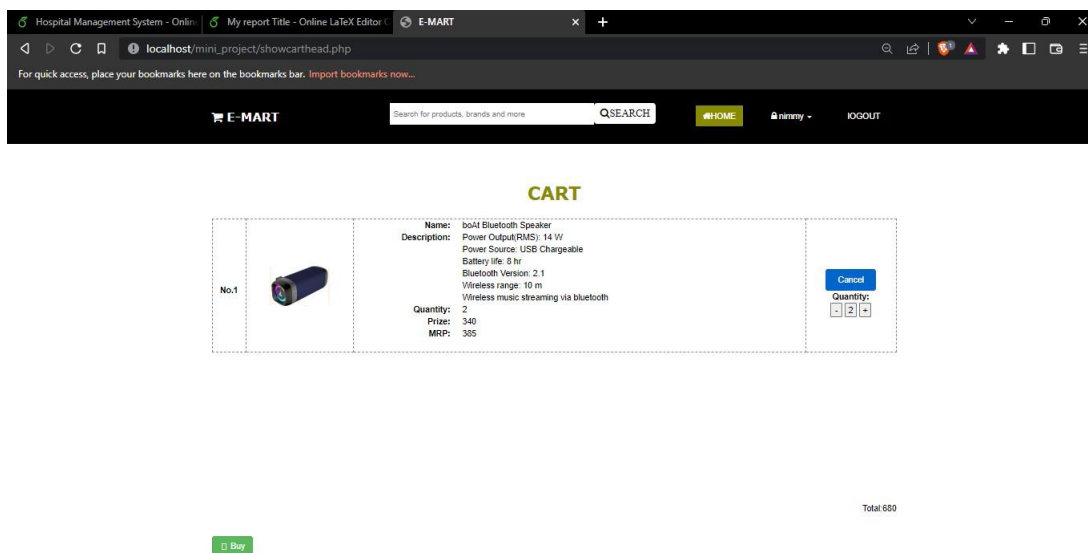 Hospital Management System - Onlin
My report Title - Online LaTeX Editor O
E-MART
localhost/mini_project/showcarthead.php
For quick access, place your bookmarks here on the bookmarks bar. Import bookmarks now...
E-MART
Search for products, brands and more
SEARCH
HOME
nimmy
lOGOUT
CART
No.1
Name: boAt Bluetooth Speaker
Description: Power Output(RMS): 14 W
Power Source: USB Chargeable
Battery life: 8 hr
Bluetooth Version: 2.1
Wireless range: 10 m
Wireless music streaming via bluetooth
Quantity: 2
Prize: 340
MRP: 385
Cancel
Quantity:
- 2 +
Total:680
Buy